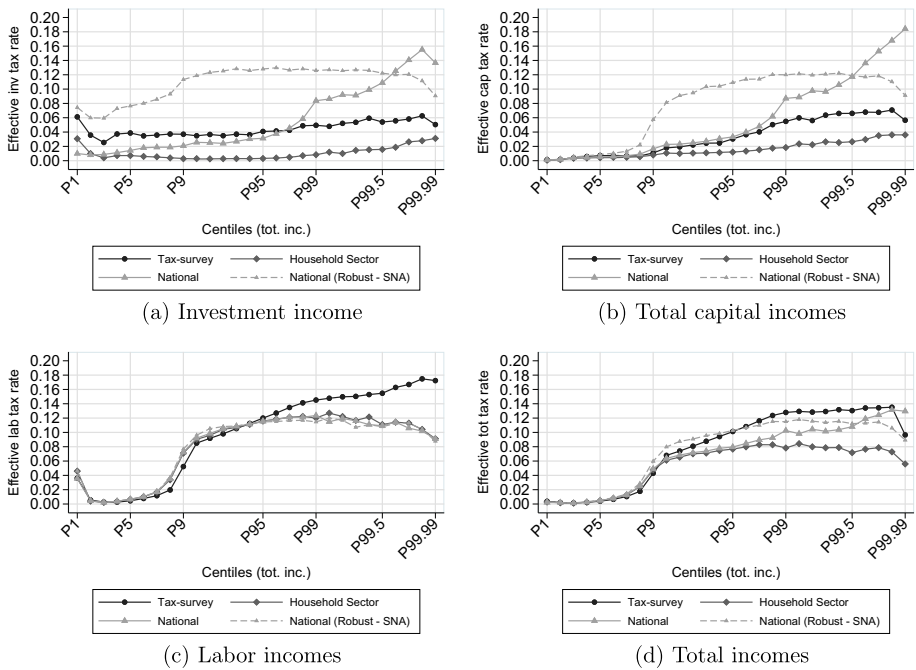 Effective inv tax rate
0.20
0.18
0.16
0.14
0.12
0.10
0.08
0.06
0.04
0.02
0.00
P1
P5
P9
P95
P99
P99.5
P99.99
Centiles (tot. inc.)
Tax-survey
Household Sector
National
National (Robust - SNA)
(a) Investment income
Effective cap tax rate
0.20
0.18
0.16
0.14
0.12
0.10
0.08
0.06
0.04
0.02
0.00
P1
P5
P9
P95
P99
P99.5
P99.99
Centiles (tot. inc.)
Tax-survey
Household Sector
National
National (Robust - SNA)
(b) Total capital incomes
Effective lab tax rate
0.20
0.18
0.16
0.14
0.12
0.10
0.08
0.06
0.04
0.02
0.00
P1
P5
P9
P95
P99
P99.5
P99.99
Centiles (tot. inc.)
Tax-survey
Household Sector
National
National (Robust - SNA)
(c) Labor incomes
Effective tot tax rate
0.20
0.18
0.16
0.14
0.12
0.10
0.08
0.06
0.04
0.02
0.00
P1
P5
P9
P95
P99
P99.5
P99.99
Centiles (tot. inc.)
Tax-survey
Household Sector
National
National (Robust - SNA)
(d) Total incomes